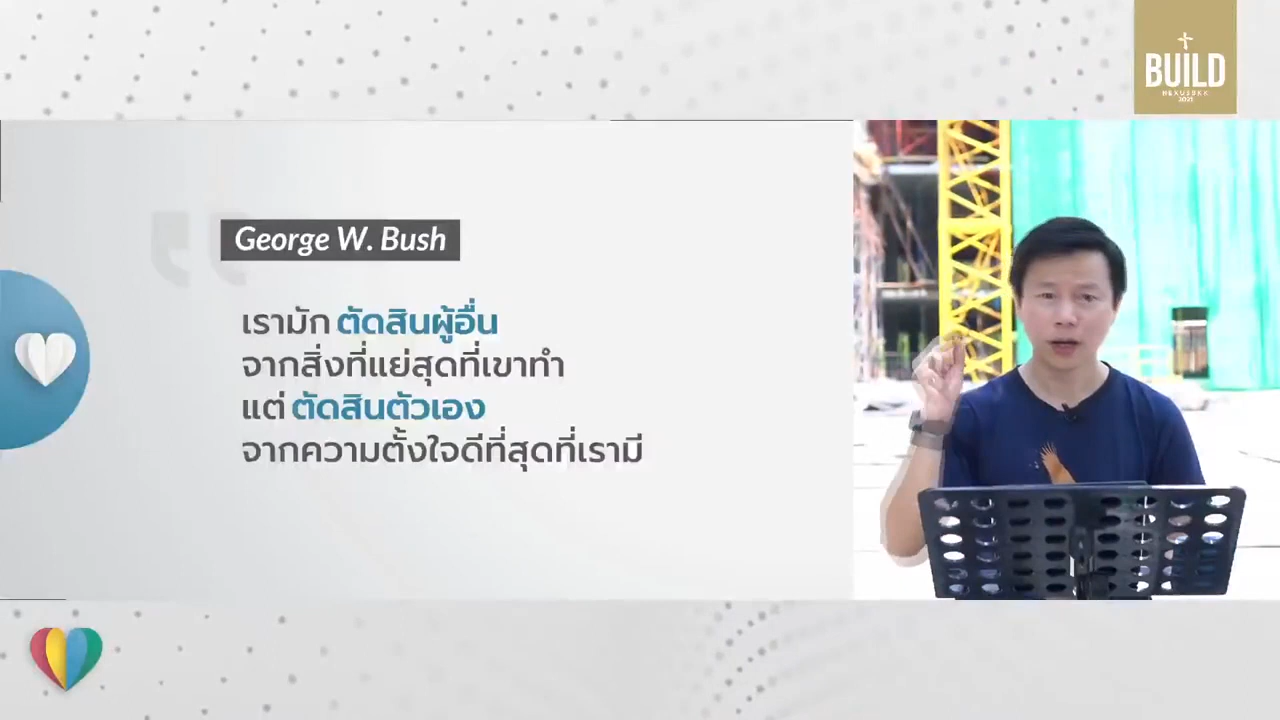 BUILD
NEXUSBKK
2021
George W. Bush
เรามัก ตัดสินผู้อื่น
จากสิ่งที่แย่สุดที่เขาทำ
แต่ ตัดสินตัวเอง
จากความตั้งใจดีที่สุดที่เรามี